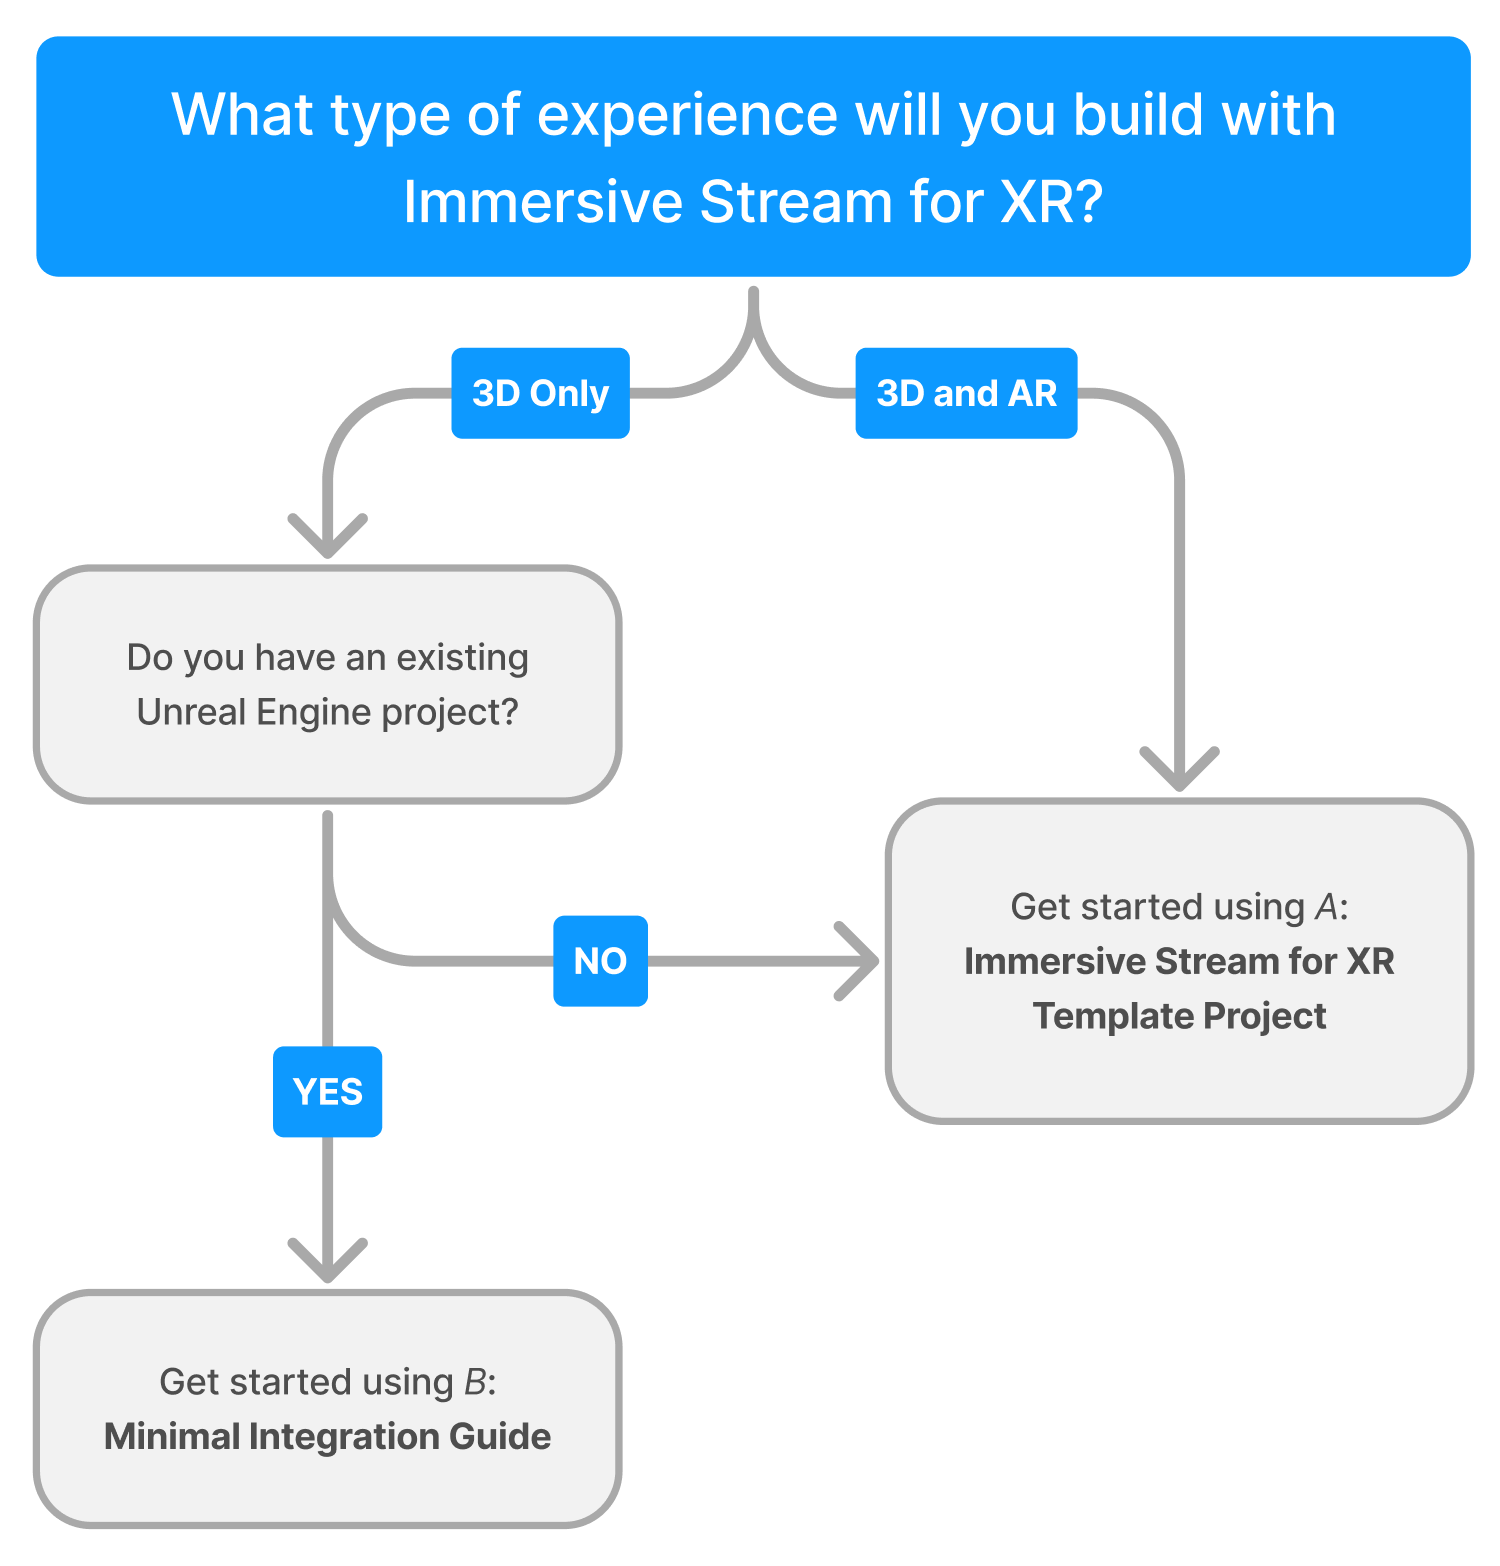 What type of experience will you build with
Immersive Stream for XR?
3D Only
3D and AR
Do you have an existing
Unreal Engine project?
NO
Get started using A:
Immersive Stream for XR
Template Project
YES
Get started using B:
Minimal Integration Guide